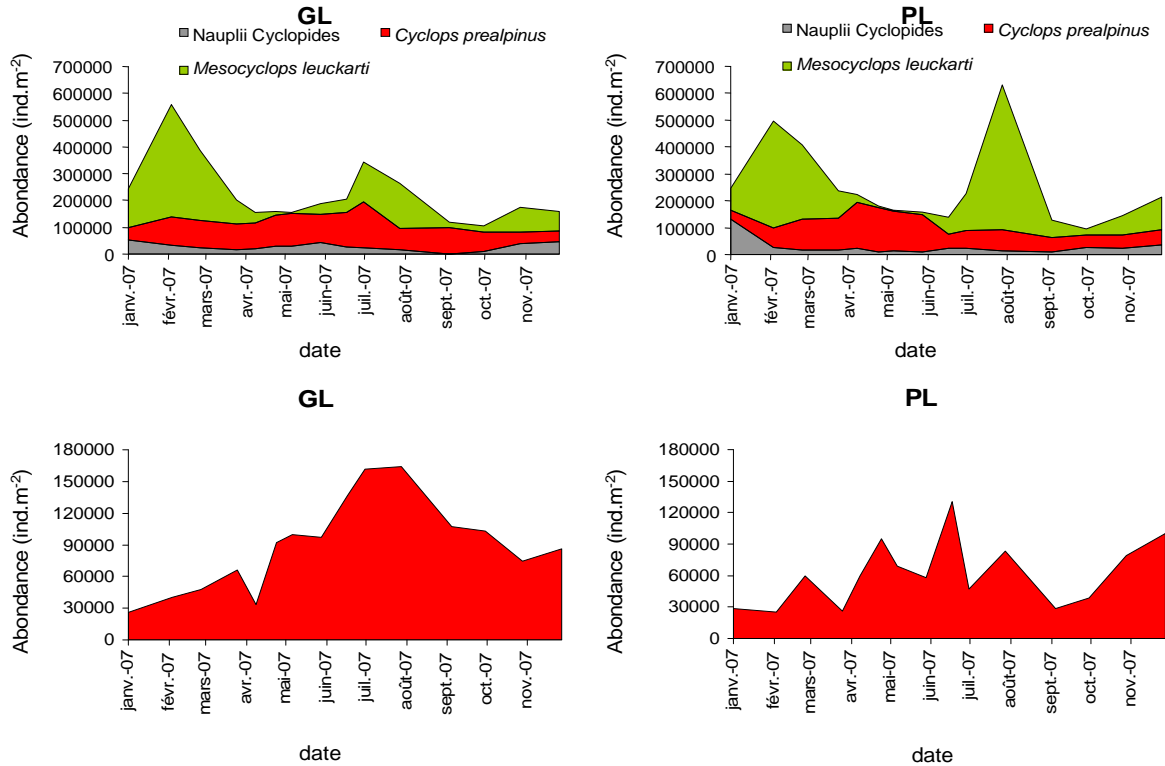 GL
Nauplii Cyclopides Cyclops prealpinus
Mesocyclops leuckarti
Abondance (ind.m-2)
700000
600000
500000
400000
300000
200000
100000
0
janv.-07 févr.-07 mars-07 avr.-07 mai-07 juin-07 juil.-07 août-07 sept.-07 oct.-07 nov.-07
date
PL
Nauplii Cyclopides Cyclops prealpinus
Mesocyclops leuckarti
Abondance (ind.m-2)
700000
600000
500000
400000
300000
200000
100000
0
janv.-07 févr.-07 mars-07 avr.-07 mai-07 juin-07 juil.-07 août-07 sept.-07 oct.-07 nov.-07
date
GL
Abondance (ind.m-2)
180000
150000
120000
90000
60000
30000
0
janv.-07 févr.-07 mars-07 avr.-07 mai-07 juin-07 juil.-07 août-07 sept.-07 oct.-07 nov.-07
date
PL
Abondance (ind.m-2)
180000
150000
120000
90000
60000
30000
0
janv.-07 févr.-07 mars-07 avr.-07 mai-07 juin-07 juil.-07 août-07 sept.-07 oct.-07 nov.-07
date